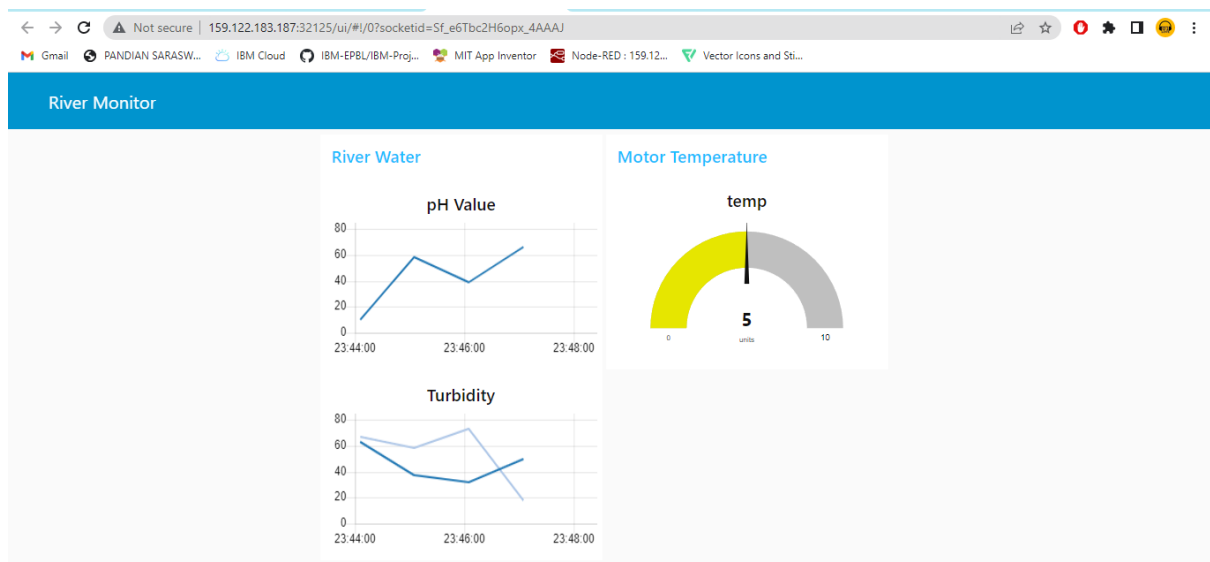 Not secure | 159.122.183.187:32125/ui/#!/0?socketid=Sf_e6Tbc2H6opx_4AAAJ
Gmail PANDIAN SARASW... IBM Cloud IBM-EPBL/IBM-Proj... MIT App Inventor Node-RED : 159.12... Vector Icons and Sti...
River Monitor
River Water
pH Value
80
60
40
20
0
23:44:00 23:46:00 23:48:00
Turbidity
80
60
40
20
0
23:44:00 23:46:00 23:48:00
Motor Temperature
temp
5
units
0 10